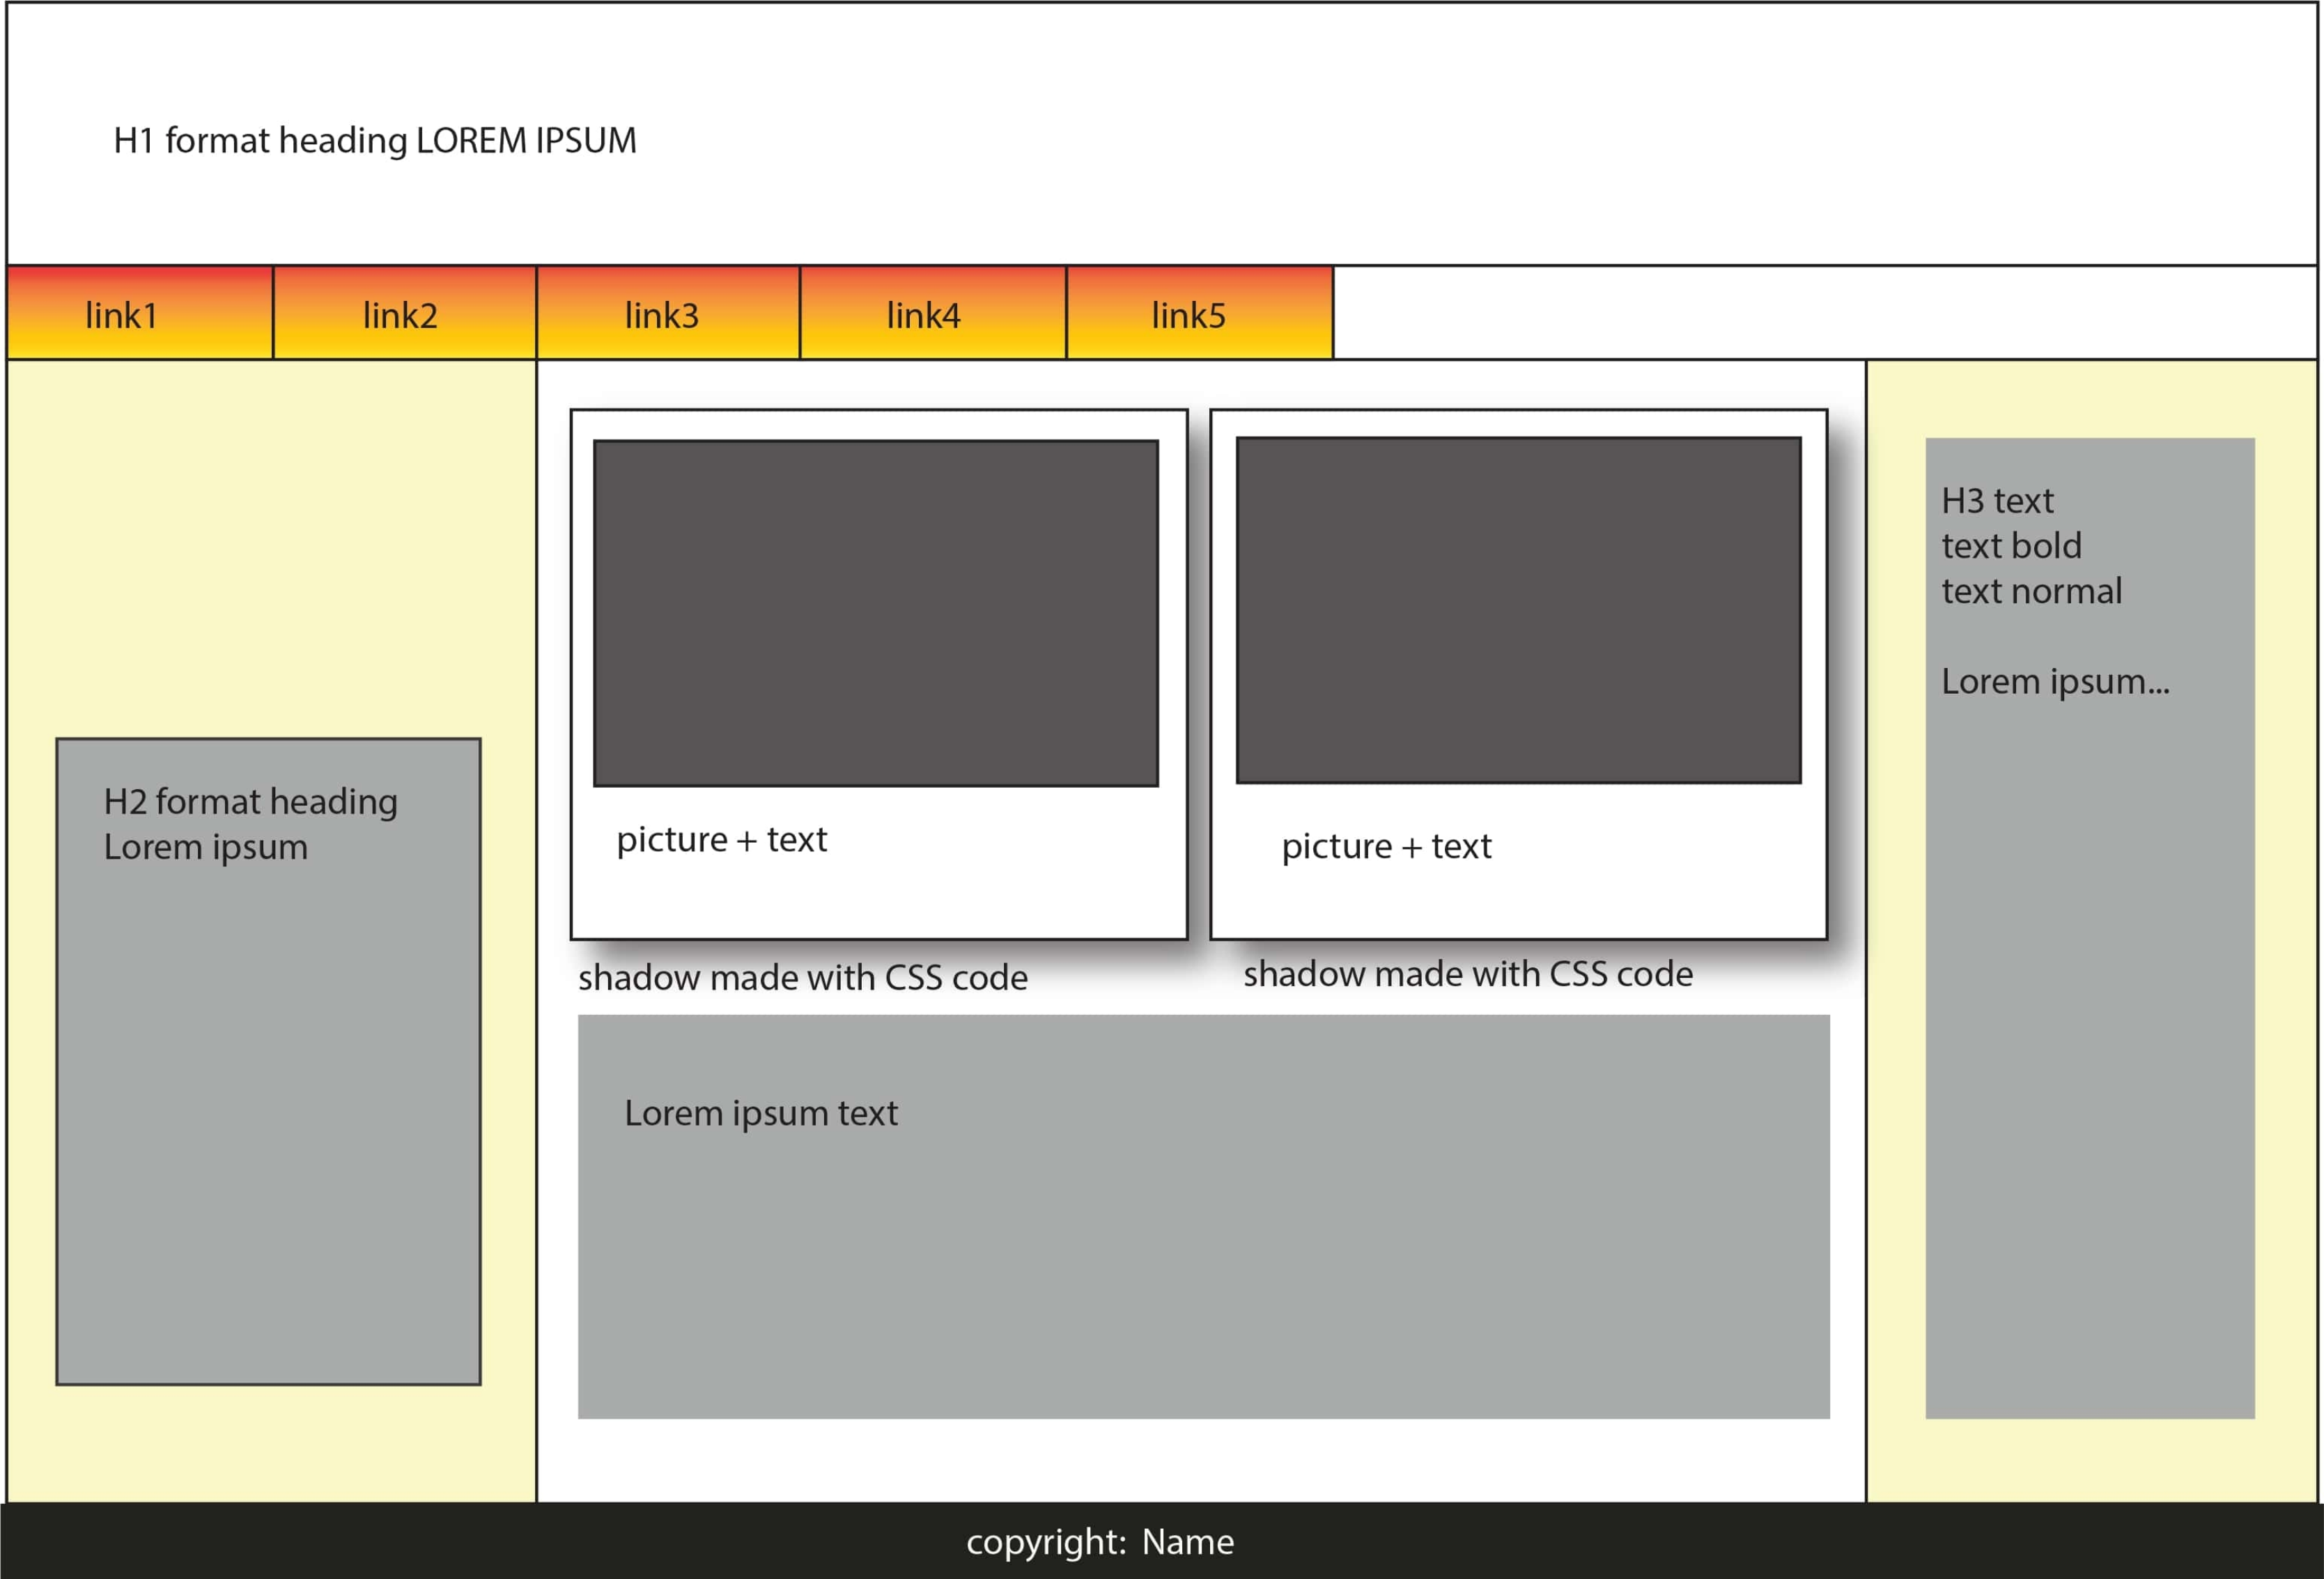 H1 format heading LOREM IPSUM
link1
link2
link3
link4
link5
H2 format heading
Lorem ipsum
picture + text
picture + text
shadow made with CSS code
shadow made with CSS code
Lorem ipsum text
H3 text
text bold
text normal
Lorem ipsum...
copyright:  Name